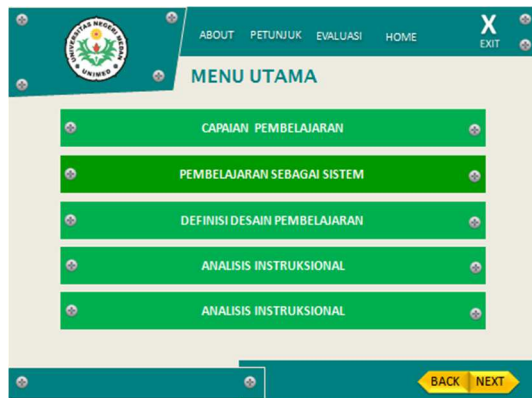 UNIVERSITAS NEGERI MEDAN
UNIMED
ABOUT PETUNJUK EVALUASI HOME
X
EXIT
MENU UTAMA
CAPAIAN PEMBELAJARAN
PEMBELAJARAN SEBAGAI SISTEM
DEFINISI DESAIN PEMBELAJARAN
ANALISIS INSTRUKSIONAL
ANALISIS INSTRUKSIONAL
BACK NEXT